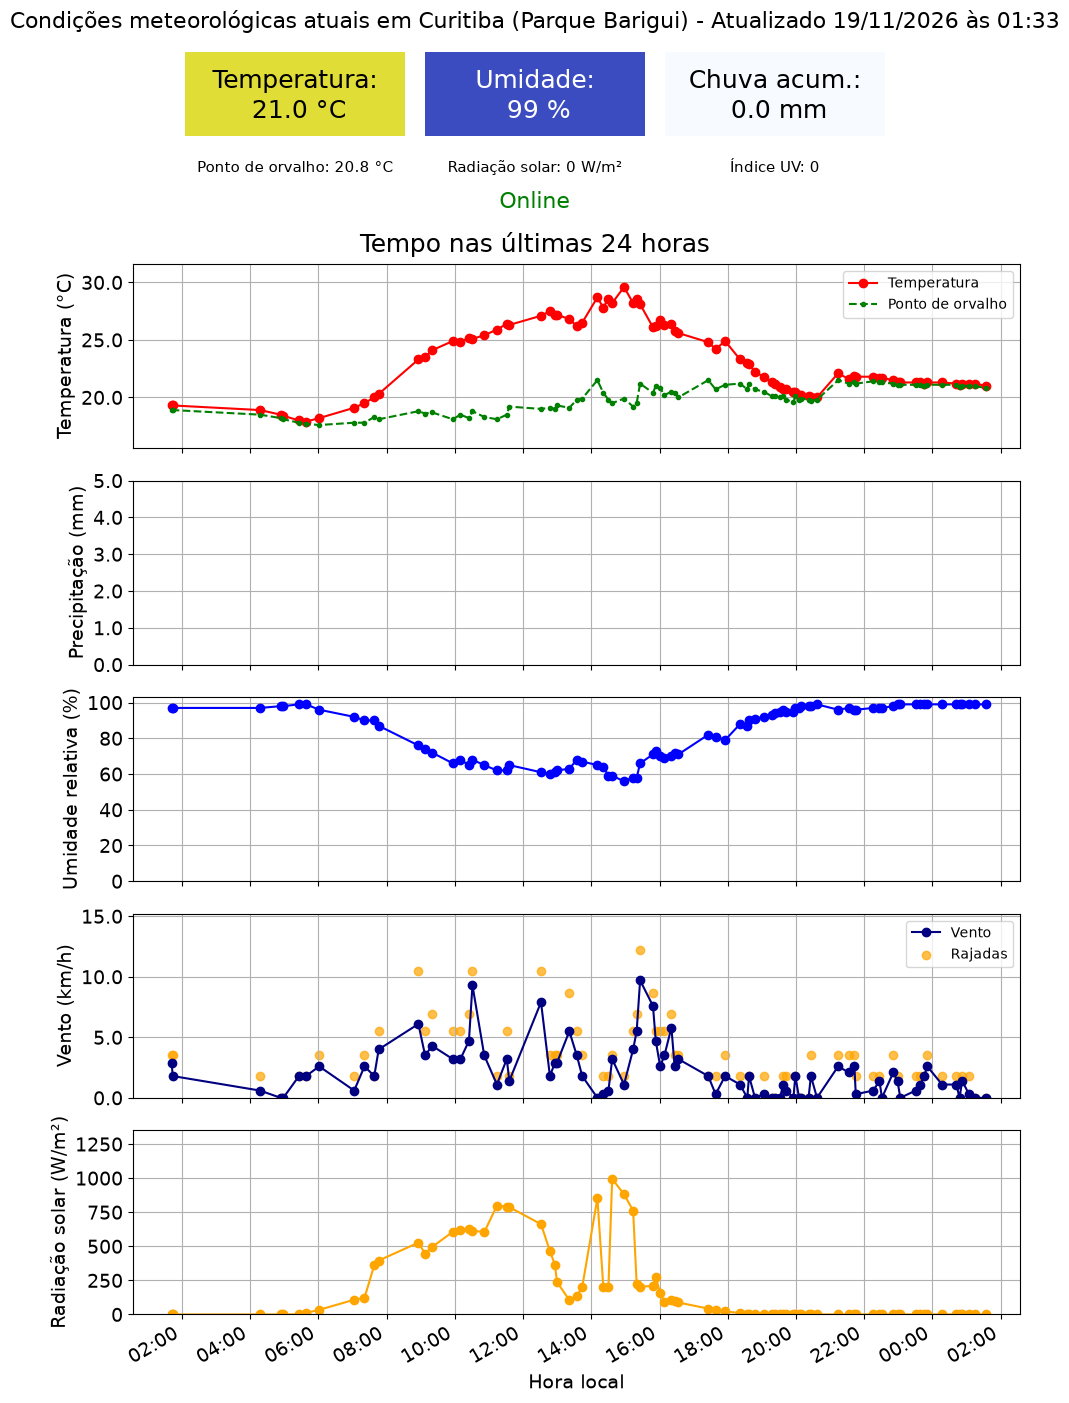 Condições meteorológicas atuais em Curitiba (Parque Barigui) - Atualizado 19/11/2026 às 01:33
Temperatura:
21.0 °C
Umidade:
99 %
Chuva acum.:
0.0 mm
Ponto de orvalho: 20.8 °C
Radiação solar: 0 W/m²
Índice UV: 0
Online
Tempo nas últimas 24 horas
Temperatura (°C)
30.0
25.0
20.0
Temperatura
Ponto de orvalho
Precipitação (mm)
5.0
4.0
3.0
2.0
1.0
0.0
Umidade relativa (%)
100
80
60
40
20
0
Vento (km/h)
15.0
10.0
5.0
0.0
Vento
Rajadas
Radiação solar (W/m²)
1250
1000
750
500
250
0
02:00 04:00 06:00 08:00 10:00 12:00 14:00 16:00 18:00 20:00 22:00 00:00 02:00
Hora local